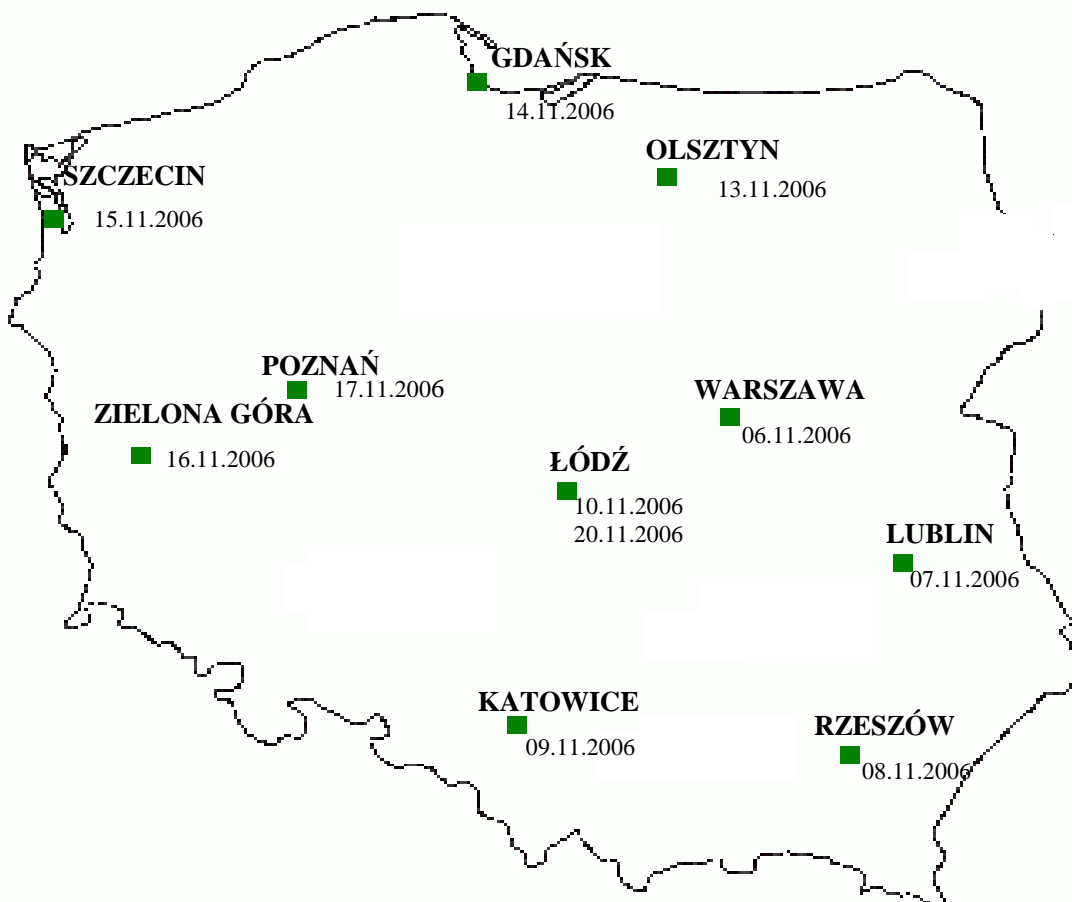 GDAŃSK
14.11.2006
OLSZTYN
13.11.2006
SZCZECIN
15.11.2006
POZNAŃ
17.11.2006
WARSZAWA
06.11.2006
ZIELONA GÓRA
16.11.2006
ŁÓDŹ
10.11.2006
20.11.2006
LUBLIN
07.11.2006
KATOWICE
09.11.2006
RZESZÓW
08.11.2006